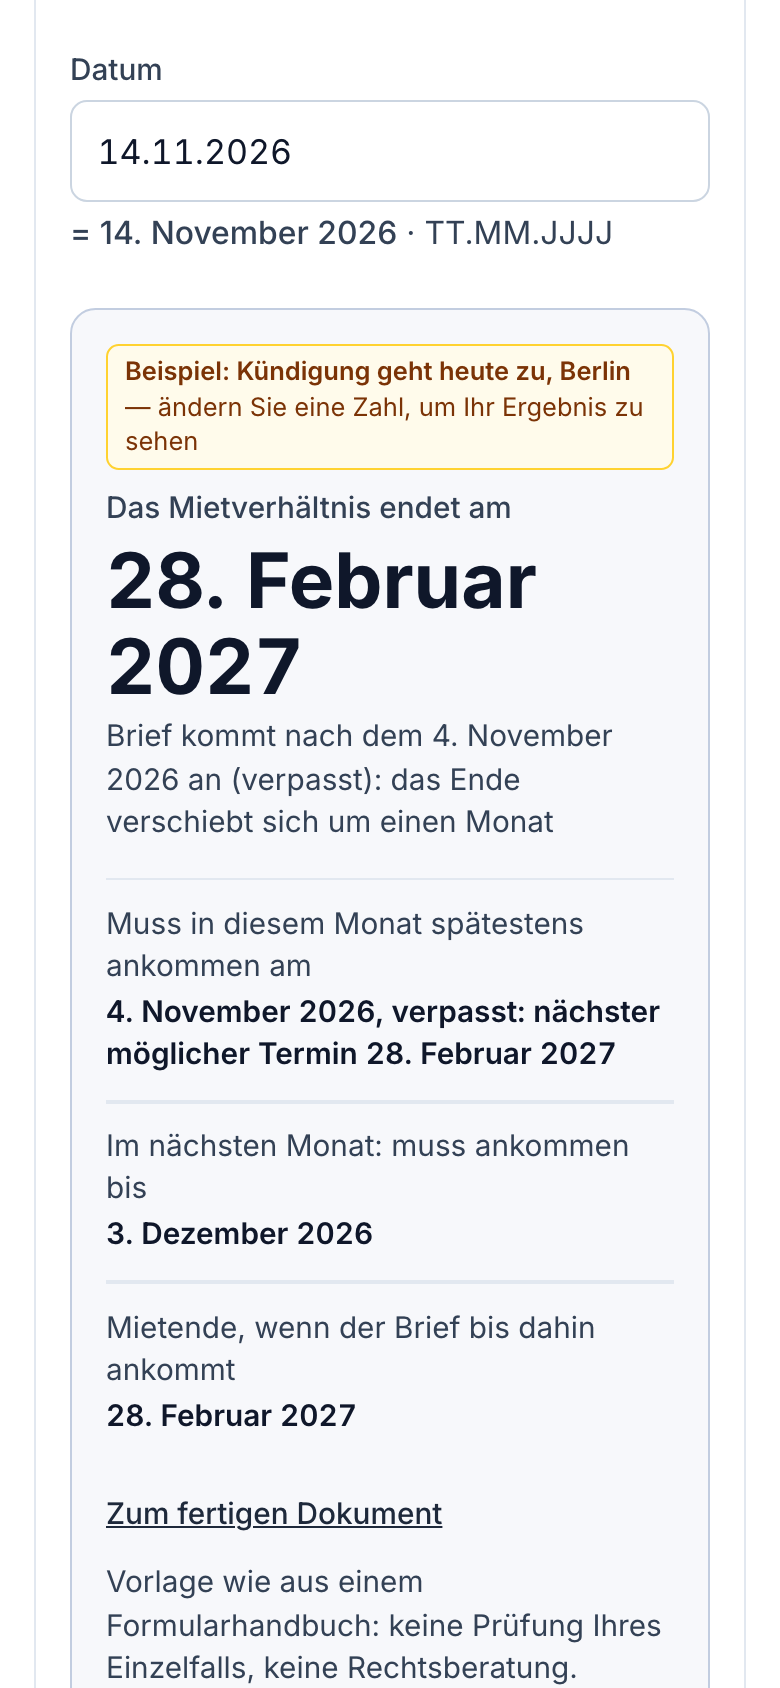 Datum
14.11.2026
= 14. November 2026 · TT.MM.JJJJ
Beispiel: Kündigung geht heute zu, Berlin
— ändern Sie eine Zahl, um Ihr Ergebnis zu
sehen
Das Mietverhältnis endet am
28. Februar
2027
Brief kommt nach dem 4. November
2026 an (verpasst): das Ende
verschiebt sich um einen Monat
Muss in diesem Monat spätestens
ankommen am
4. November 2026, verpasst: nächster
möglicher Termin 28. Februar 2027
Im nächsten Monat: muss ankommen
bis
3. Dezember 2026
Mietende, wenn der Brief bis dahin
ankommt
28. Februar 2027
Zum fertigen Dokument
Vorlage wie aus einem
Formularhandbuch: keine Prüfung Ihres
Einzelfalls, keine Rechtsberatung.